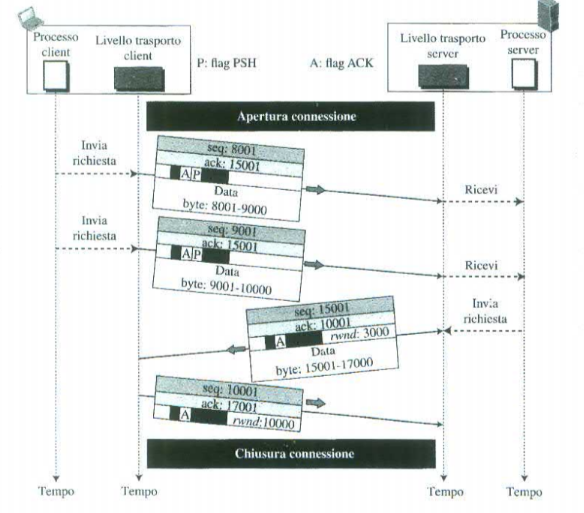 Processo client
Livello trasporto client
P: flag PSH
A: flag ACK
Livello trasporto server
Processo server
Apertura connessione
Invia richiesta
seq: 8001
ack: 15001
A P
Data
byte: 8001-9000
Ricevi
Invia richiesta
seq: 9001
ack: 15001
A P
Data
byte: 9001-10000
Ricevi
Invia richiesta
seq: 15001
ack: 10001
A
rwnd: 3000
Data
byte: 15001-17000
seq: 10001
ack: 17001
A
rwnd:10000
Chiusura connessione
Tempo
Tempo
Tempo
Tempo